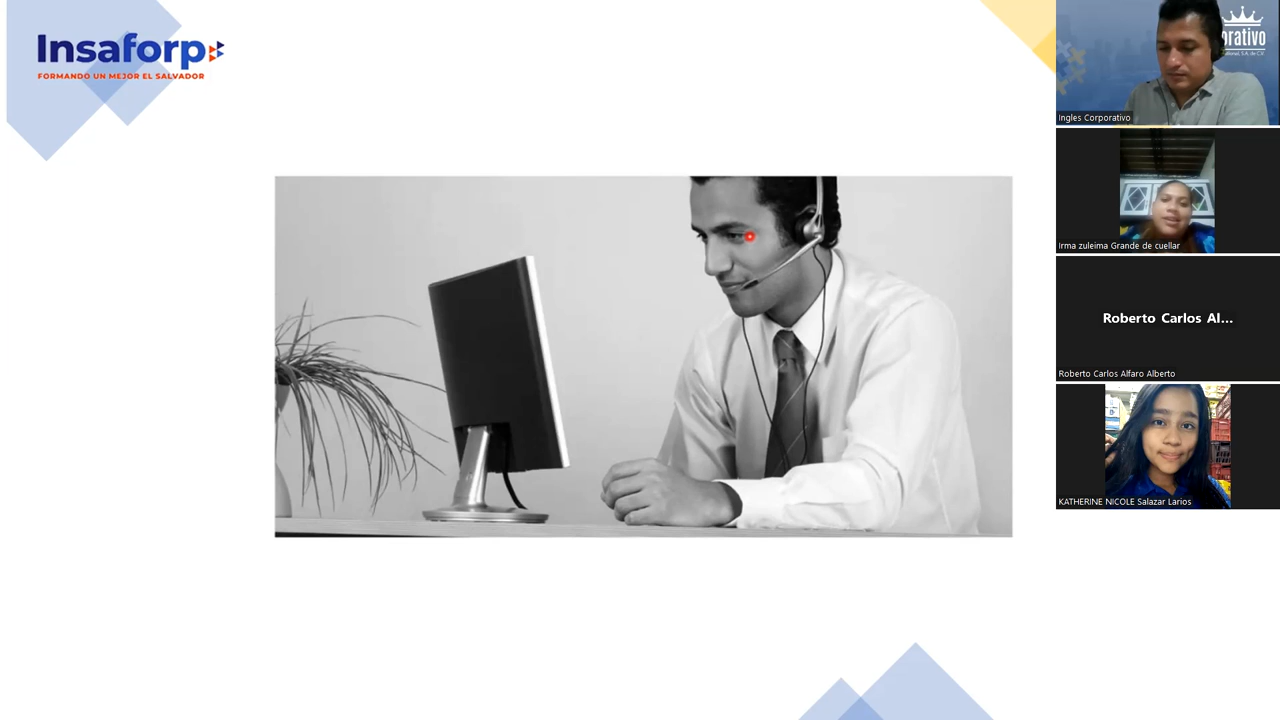 Insaforp
FORMANDO UN MEJOR EL SALVADOR
orativo
Ingles Corporativo
Irma zuleima Grande de cuellar
Roberto Carlos Al...
Roberto Carlos Alfaro Alberto
KATHERINE NICOLE Salazar Larios